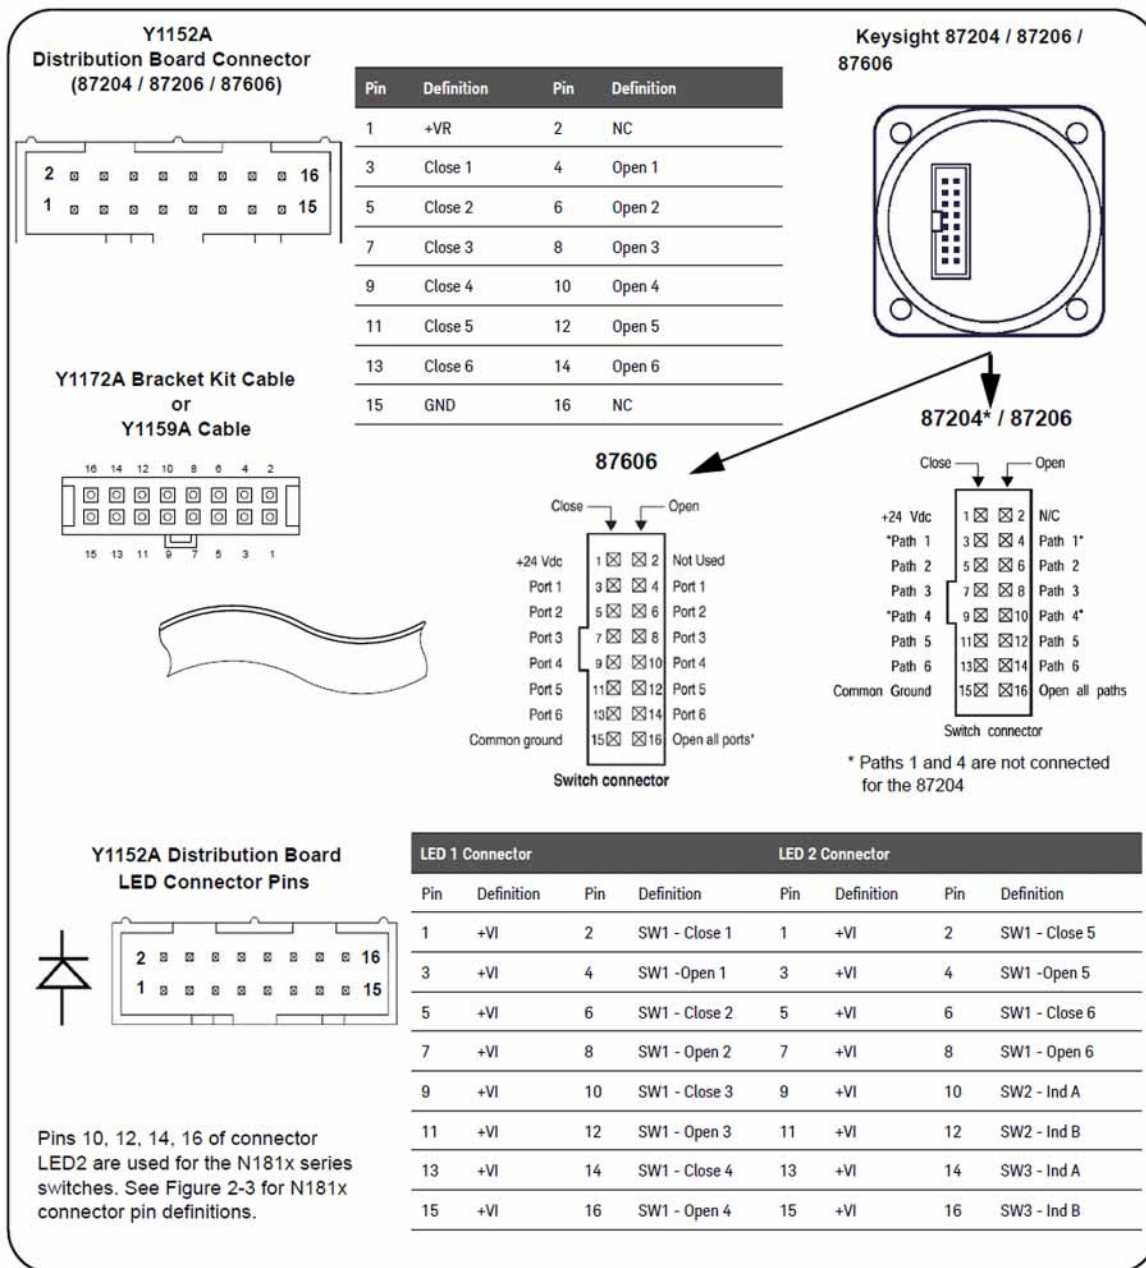 Y1152A
Distribution Board Connector
(87204 / 87206 / 87606)
2 16
1 15
Pin Definition Pin Definition
1 +VR 2 NC
3 Close 1 4 Open 1
5 Close 2 6 Open 2
7 Close 3 8 Open 3
9 Close 4 10 Open 4
11 Close 5 12 Open 5
13 Close 6 14 Open 6
15 GND 16 NC
Keysight 87204 / 87206 /
87606
Y1172A Bracket Kit Cable
or
Y1159A Cable
16 14 12 10 8 6 4 2
15 13 11 9 7 5 3 1
87606
Close Open
+24 Vdc 1 2 Not Used
Port 1 3 4 Port 1
Port 2 5 6 Port 2
Port 3 7 8 Port 3
Port 4 9 10 Port 4
Port 5 11 12 Port 5
Port 6 13 14 Port 6
Common ground 15 16 Open all ports*
Switch connector
87204* / 87206
Close Open
+24 Vdc 1 2 N/C
*Path 1 3 4 Path 1*
Path 2 5 6 Path 2
Path 3 7 8 Path 3
*Path 4 9 10 Path 4*
Path 5 11 12 Path 5
Path 6 13 14 Path 6
Common Ground 15 16 Open all paths
Switch connector
* Paths 1 and 4 are not connected
for the 87204
Y1152A Distribution Board
LED Connector Pins
2 16
1 15
Pins 10, 12, 14, 16 of connector
LED2 are used for the N181x series
switches. See Figure 2-3 for N181x
connector pin definitions.
LED 1 Connector LED 2 Connector
Pin Definition Pin Definition Pin Definition Pin Definition
1 +VI 2 SW1 - Close 1 1 +VI 2 SW1 - Close 5
3 +VI 4 SW1 -Open 1 3 +VI 4 SW1 -Open 5
5 +VI 6 SW1 - Close 2 5 +VI 6 SW1 - Close 6
7 +VI 8 SW1 - Open 2 7 +VI 8 SW1 - Open 6
9 +VI 10 SW1 - Close 3 9 +VI 10 SW2 - Ind A
11 +VI 12 SW1 - Open 3 11 +VI 12 SW2 - Ind B
13 +VI 14 SW1 - Close 4 13 +VI 14 SW3 - Ind A
15 +VI 16 SW1 - Open 4 15 +VI 16 SW3 - Ind B